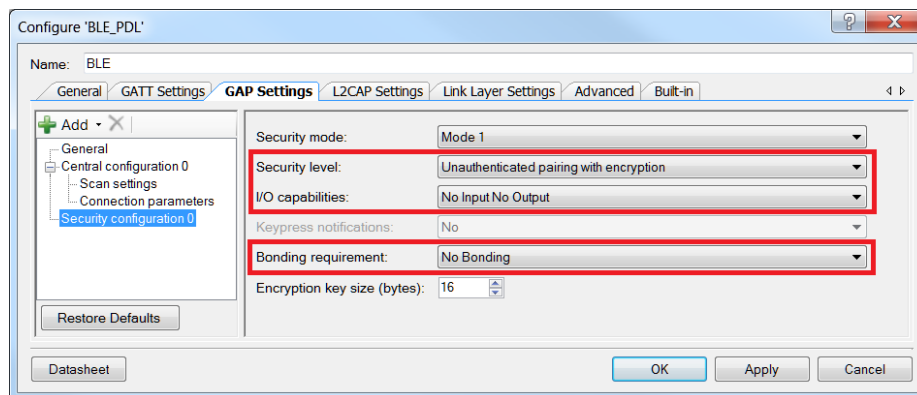 Configure 'BLE_PDL'
Name: BLE
General GATT Settings GAP Settings L2CAP Settings Link Layer Settings Advanced Built-in
Add
General
Central configuration 0
Scan settings
Connection parameters
Security configuration 0
Restore Defaults
Security mode: Mode 1
Security level: Unauthenticated pairing with encryption
I/O capabilities: No Input No Output
Keypress notifications: No
Bonding requirement: No Bonding
Encryption key size (bytes): 16
Datasheet OK Apply Cancel